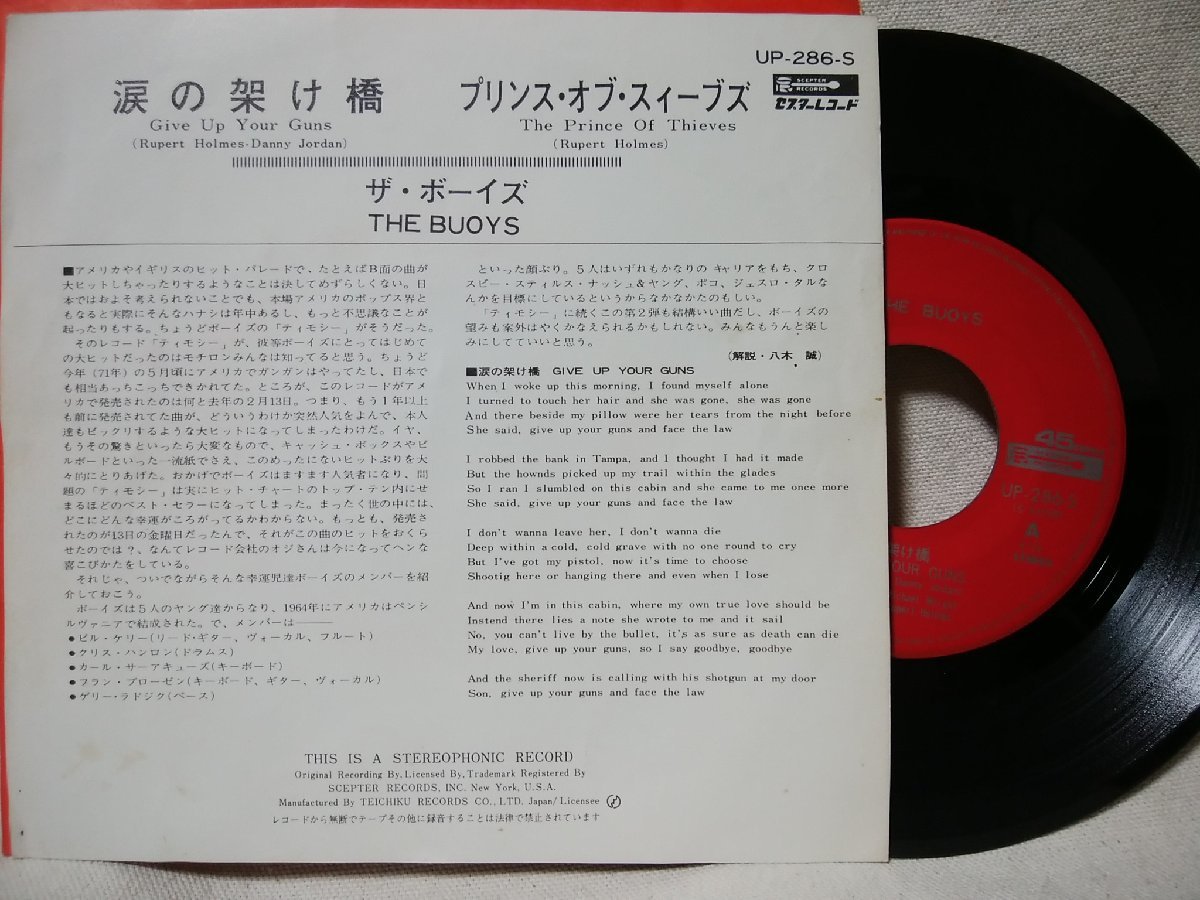 UP-286-S
涙の架け橋
Give Up Your Guns
(Rupert Holmes-Danny Jordan)
プリンス・オブ・スィーブズ
The Prince Of Thieves
(Rupert Holmes)
SCEPTER
RECORDS
セプターレコード
ザ・ボーイズ
THE BUOYS
■アメリカやイギリスのヒット・パレードで、たとえばB面の曲が
大ヒットしちゃったりするようなことは決してめずらしくない。日
本ではおよそ考えられないことでも、本場アメリカのポップス界と
もなると実際にそんなハナシは年中あるし、もっと不思議なことが
起ったりもする。ちょうどボーイズの「ティモシー」がそうだった。
そのレコード「ティモシー」が、彼等ボーイズにとってはじめて
の大ヒットだったのはモチロンみんなは知ってると思う。ちょうど
今年(71年)の5月頃にアメリカでガンガンはやってたし、日本で
も相当あっちこっちできかれてた。ところが、このレコードがアメ
リカで発売されたのは何と去年の2月13日。つまり、もう1年以上
も前に発売されてた曲が、どういうわけか突然人気をよんで、本人
達もビックリするような大ヒットになってしまったわけだ。イヤ、
もうその驚きといったら大変なもので、キャッシュ・ボックスやビ
ルボードといった一流紙でさえ、このめったにないヒットぶりを大
々的にとりあげた。おかげでボーイズはますます人気者になり、問
題の「ティモシー」は実にヒット・チャートのトップ・テン内にせ
まるほどのベスト・セラーになってしまった。まったく世の中には、
どこにどんな幸運がころがってるかわからない。もっとも、発売さ
れたのが13日の金曜日だったんで、それがこの曲のヒットをおくら
せたのでは?、なんてレコード会社のオジさんは今になってヘンな
喜こびかたをしている。
それじゃ、ついでながらそんな幸運児達ボーイズのメンバーを紹
介しておこう。
ボーイズは5人のヤング達からなり、1964年にアメリカはペンシ
ルヴァニアで結成された。で、メンバーは———
●ビル・ケリー(リード・ギター、ヴォーカル、フルート)
●クリス・ハンロン(ドラムス)
●カール・サーアキューズ(キーボード)
●フラン・ブローゼン(キーボード、ギター、ヴォーカル)
●ゲリー・ラドジク(ベース)
といった顔ぶり。5人はいずれもかなりの キャリアをもち、クロ
スビー・スティルス・ナッシュ&ヤング、ポコ、ジェスロ・タルな
んかを目標にしているというからなかなかたのもしい。
「ティモシー」に続くこの第2弾も結構いい曲だし、ボーイズの
望みも案外はやくかなえられるかもしれない。みんなもうんと楽し
みにしてていいと思う。
(解説・八木 誠)
■涙の架け橋 GIVE UP YOUR GUNS
When I woke up this morning, I found myself alone
I turned to touch her hair and she was gone, she was gone
And there beside my pillow were her tears from the night before
She said, give up your guns and face the law
I robbed the bank in Tampa, and I thought I had it made
But the hownds picked up my trail within the glades
So I ran I slumbled on this cabin and she came to me once more
She said, give up your guns and face the law
I don't wanna leave her, I don't wanna die
Deep within a cold, cold grave with no one round to cry
But I've got my pistol, now it's time to choose
Shootig here or hanging there and even when I lose
And now I'm in this cabin, where my own true love should be
Instend there lies a note she wrote to me and it sail
No, you can't live by the bullet, it's as sure as death can die
My love, give up your guns, so I say goodbye, goodbye
And the sheriff now is calling with his shotgun at my door
Son, give up your guns and face the law
THIS IS A STEREOPHONIC RECORD
Original Recording By, Licensed By, Trademark Registered By
SCEPTER RECORDS, INC. New York, U.S.A.
Manufactured By TEICHIKU RECORDS CO., LTD. Japan/Licensee
レコードから無断でテープその他に録音することは法律で禁止されています
THE BUOYS
45
UP-286-S
A
架け橋
OUR GUNS